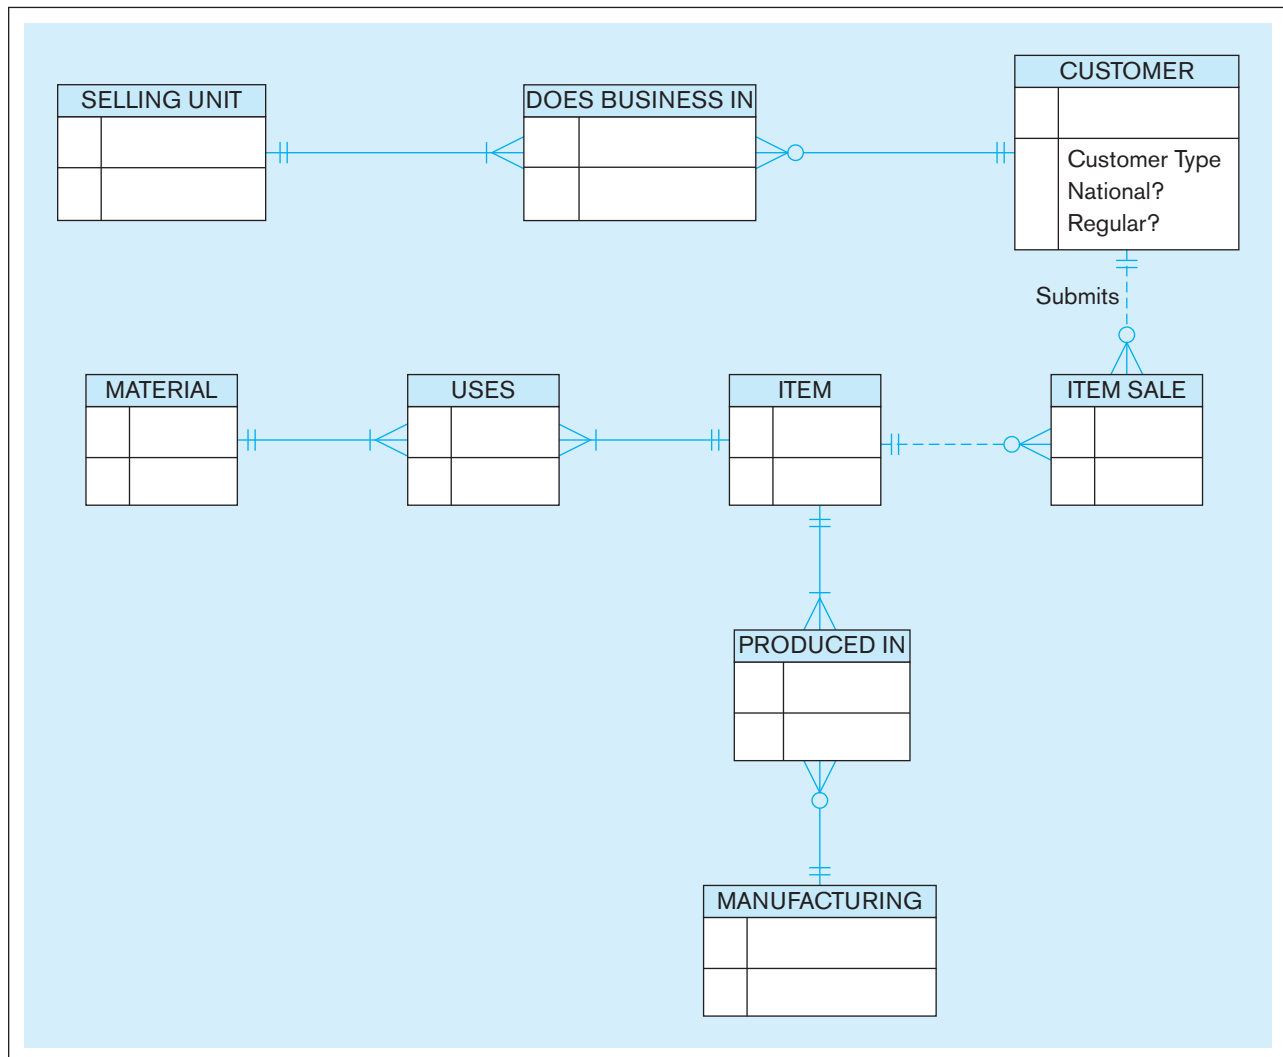 SELLING UNIT
DOES BUSINESS IN
CUSTOMER
Customer Type
National?
Regular?
Submits
MATERIAL
USES
ITEM
ITEM SALE
PRODUCED IN
MANUFACTURING